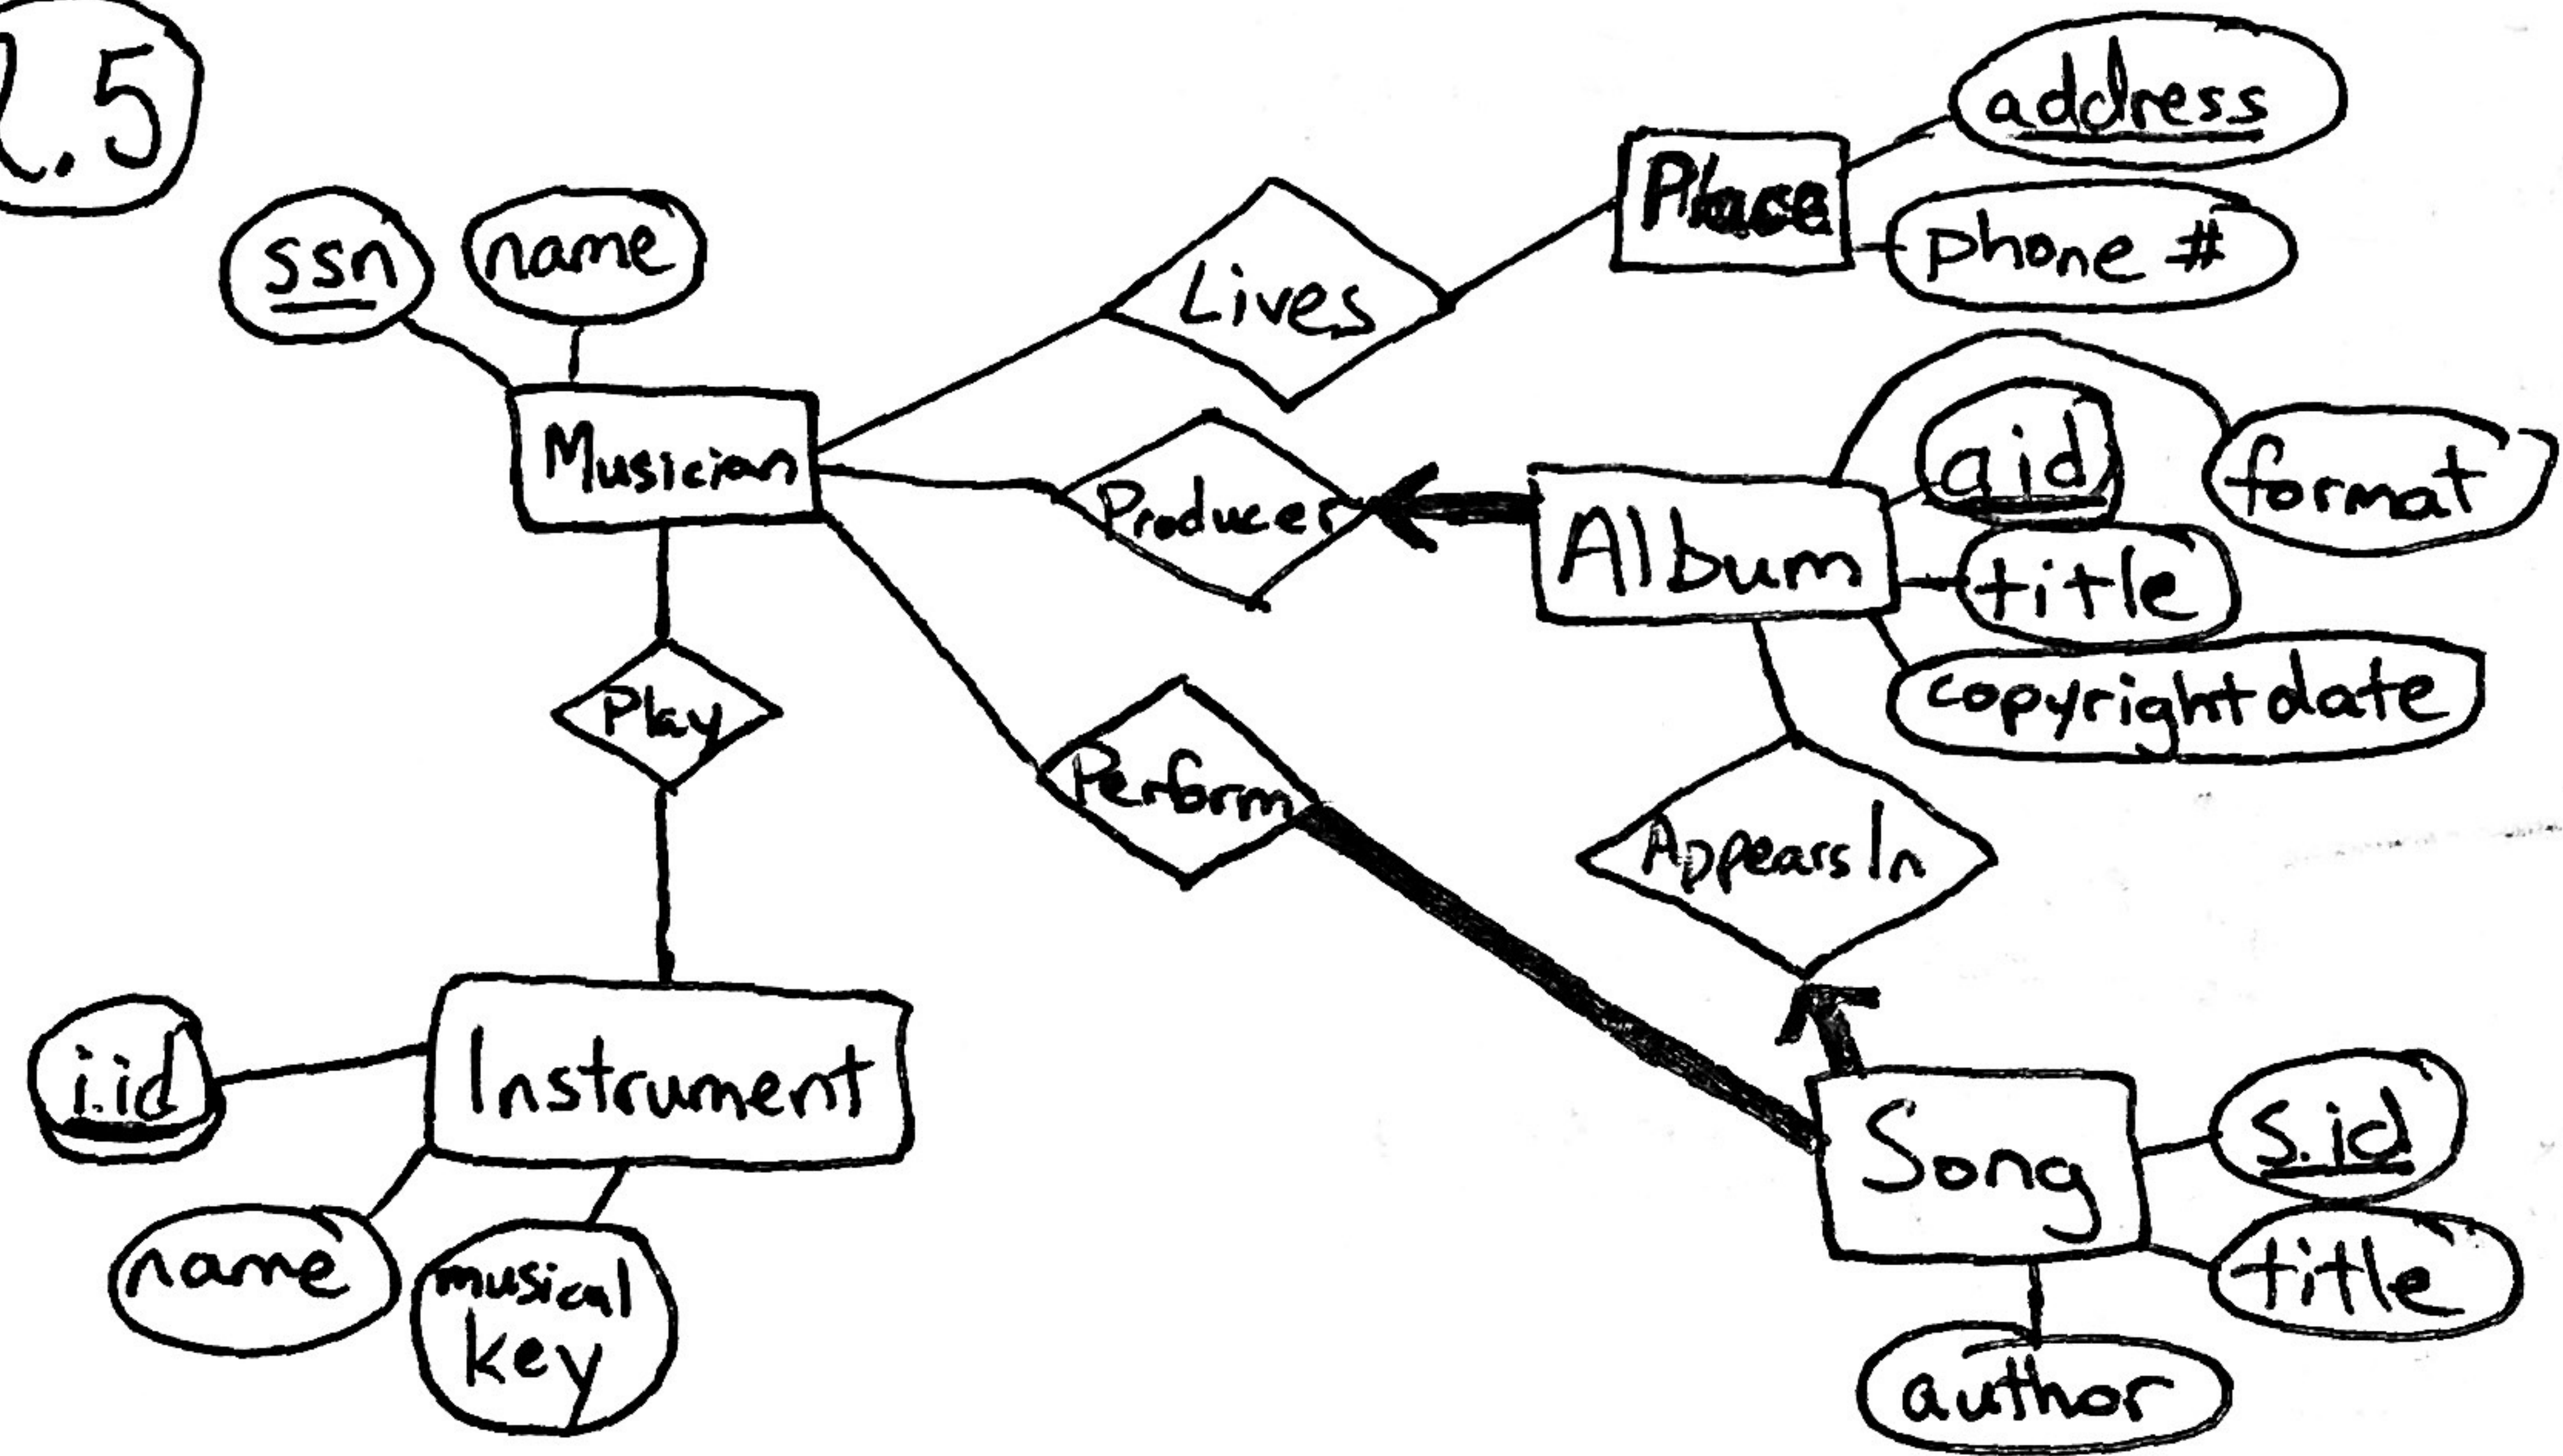 2.5
address
Place
phone #
ssn
name
Lives
Musician
Producer
Album
aid
format
title
copyright date
Play
Perform
Appears In
i.id
Instrument
Song
s.id
name
musical
key
title
author